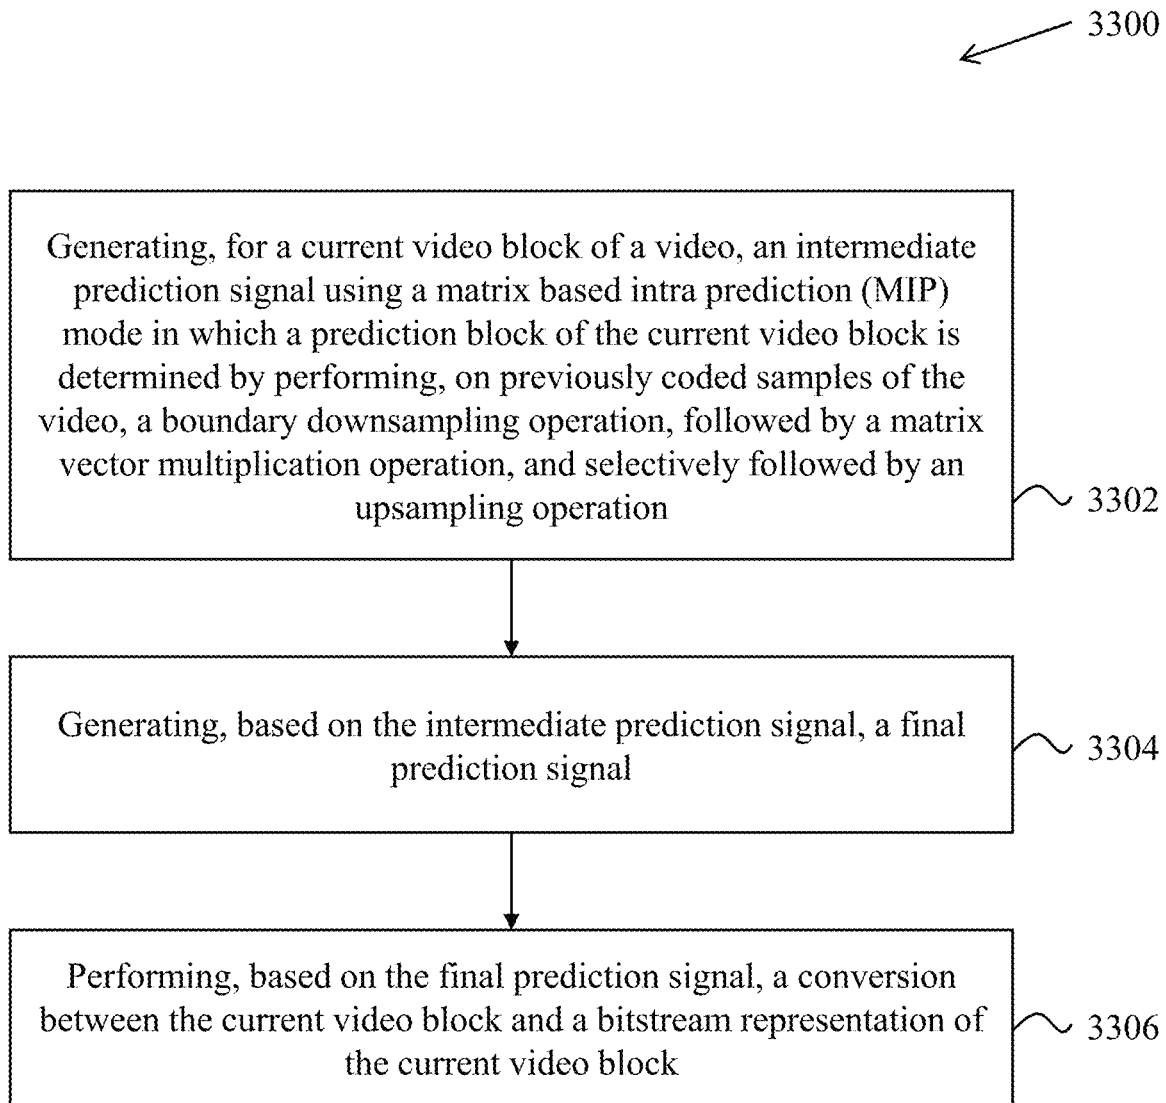 3300
Generating, for a current video block of a video, an intermediate
prediction signal using a matrix based intra prediction (MIP)
mode in which a prediction block of the current video block is
determined by performing, on previously coded samples of the
video, a boundary downsampling operation, followed by a matrix
vector multiplication operation, and selectively followed by an
upsampling operation
3302
Generating, based on the intermediate prediction signal, a final
prediction signal
3304
Performing, based on the final prediction signal, a conversion
between the current video block and a bitstream representation of
the current video block
3306